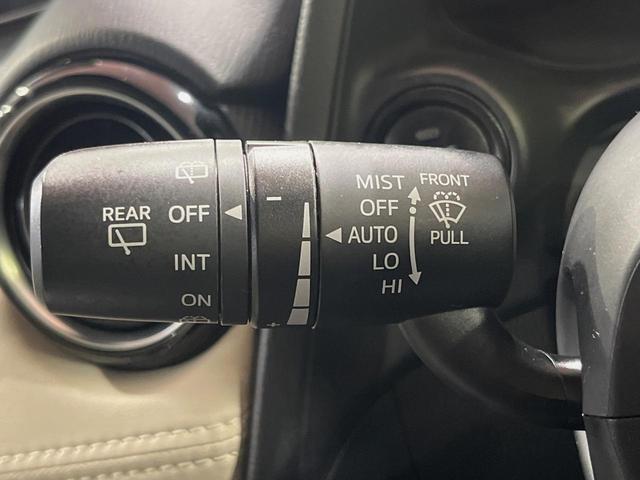 REAR
OFF
INT
ON
-
+
MIST
OFF
AUTO
LO
HI
FRONT
PULL